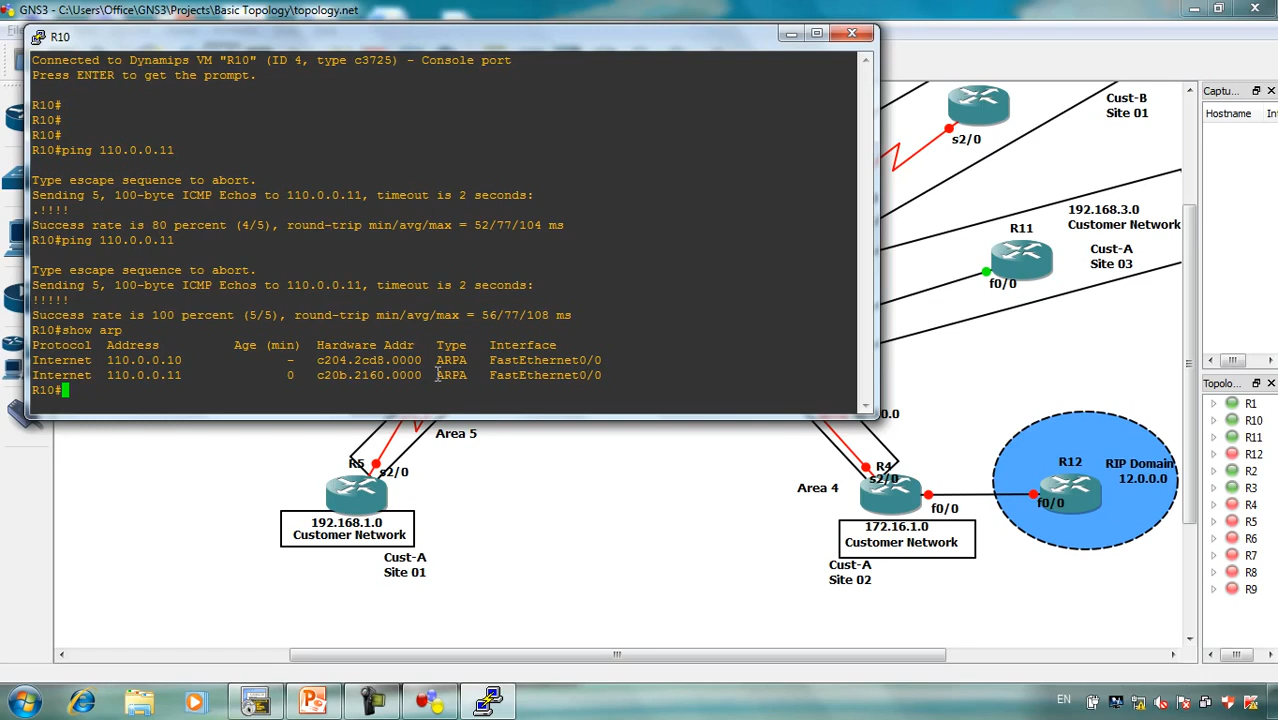 GNS3 - C:\Users\Office\GNS3\Projects\Basic Topology\topology.net
R10
Connected to Dynamips VM "R10" (ID 4, type c3725) - Console port
Press ENTER to get the prompt.
R10#
R10#
R10#
R10#ping 110.0.0.11
Type escape sequence to abort.
Sending 5, 100-byte ICMP Echos to 110.0.0.11, timeout is 2 seconds:
.!!!!
Success rate is 80 percent (4/5), round-trip min/avg/max = 52/77/104 ms
R10#ping 110.0.0.11
Type escape sequence to abort.
Sending 5, 100-byte ICMP Echos to 110.0.0.11, timeout is 2 seconds:
!!!!!
Success rate is 100 percent (5/5), round-trip min/avg/max = 56/77/108 ms
R10#show arp
Protocol Address Age (min) Hardware Addr Type Interface
Internet 110.0.0.10 - c204.2cd8.0000 ARPA FastEthernet0/0
Internet 110.0.0.11 0 c20b.2160.0000 ARPA FastEthernet0/0
R10#
Cust-B
Site 01
s2/0
192.168.3.0
Customer Network
R11
Cust-A
Site 03
f0/0
Area 5
R5
s2/0
192.168.1.0
Customer Network
Cust-A
Site 01
Area 4
R4
s2/0
f0/0
172.16.1.0
Customer Network
Cust-A
Site 02
R12
f0/0
RIP Domain
12.0.0.0
Captu...
Hostname
Topolo...
R1
R10
R11
R12
R2
R3
R4
R5
R6
R7
R8
R9
EN